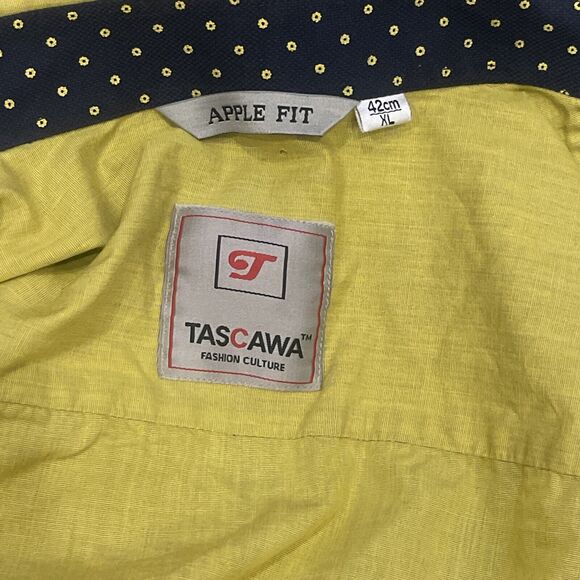 APPLE FIT
42cm
XL
T
TASCAWA™
FASHION CULTURE